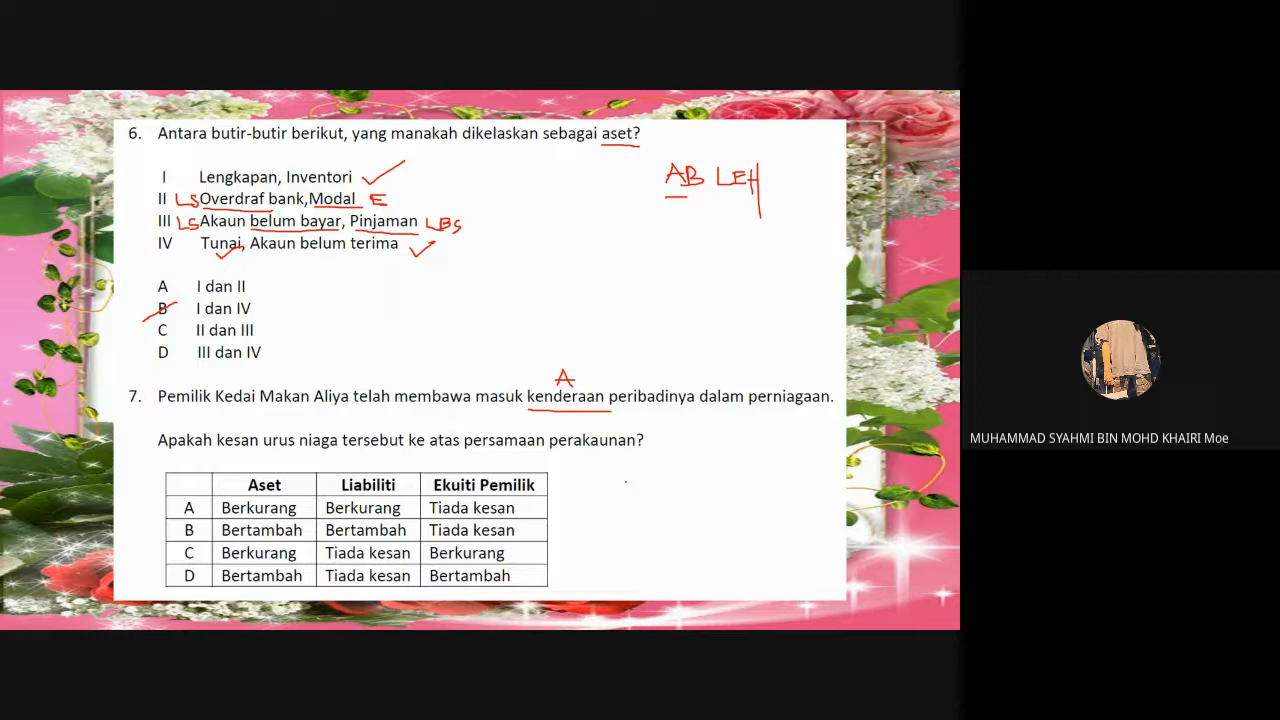 6. Antara butir-butir berikut, yang manakah dikelaskan sebagai aset?
AB LEH
I Lengkapan, Inventori
II LS Overdraf bank,Modal E
III LS Akaun belum bayar, Pinjaman LBS
IV Tunai, Akaun belum terima
A I dan II
B I dan IV
C II dan III
D III dan IV
A
7. Pemilik Kedai Makan Aliya telah membawa masuk kenderaan peribadinya dalam perniagaan.
Apakah kesan urus niaga tersebut ke atas persamaan perakaunan?
Aset Liabiliti Ekuiti Pemilik
A Berkurang Berkurang Tiada kesan
B Bertambah Bertambah Tiada kesan
C Berkurang Tiada kesan Berkurang
D Bertambah Tiada kesan Bertambah
MUHAMMAD SYAHMI BIN MOHD KHAIRI Moe